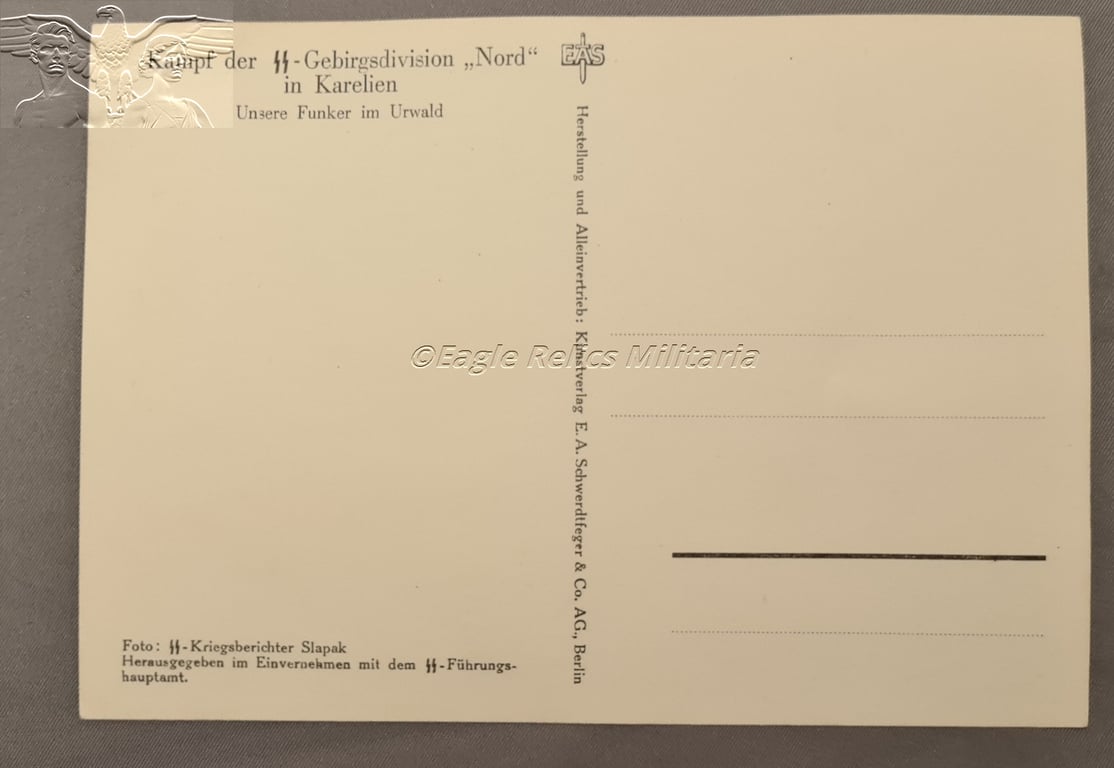 Kampf der ᛋᛋ-Gebirgsdivision „Nord“
in Karelien
Unsere Funker im Urwald
EAS
Herstellung und Alleinvertrieb: Kunstverlag E. A. Schwerdtfeger & Co. AG., Berlin
©Eagle Relics Militaria
Foto: ᛋᛋ-Kriegsberichter Slapak
Herausgegeben im Einvernehmen mit dem ᛋᛋ-Führungs-
hauptamt.